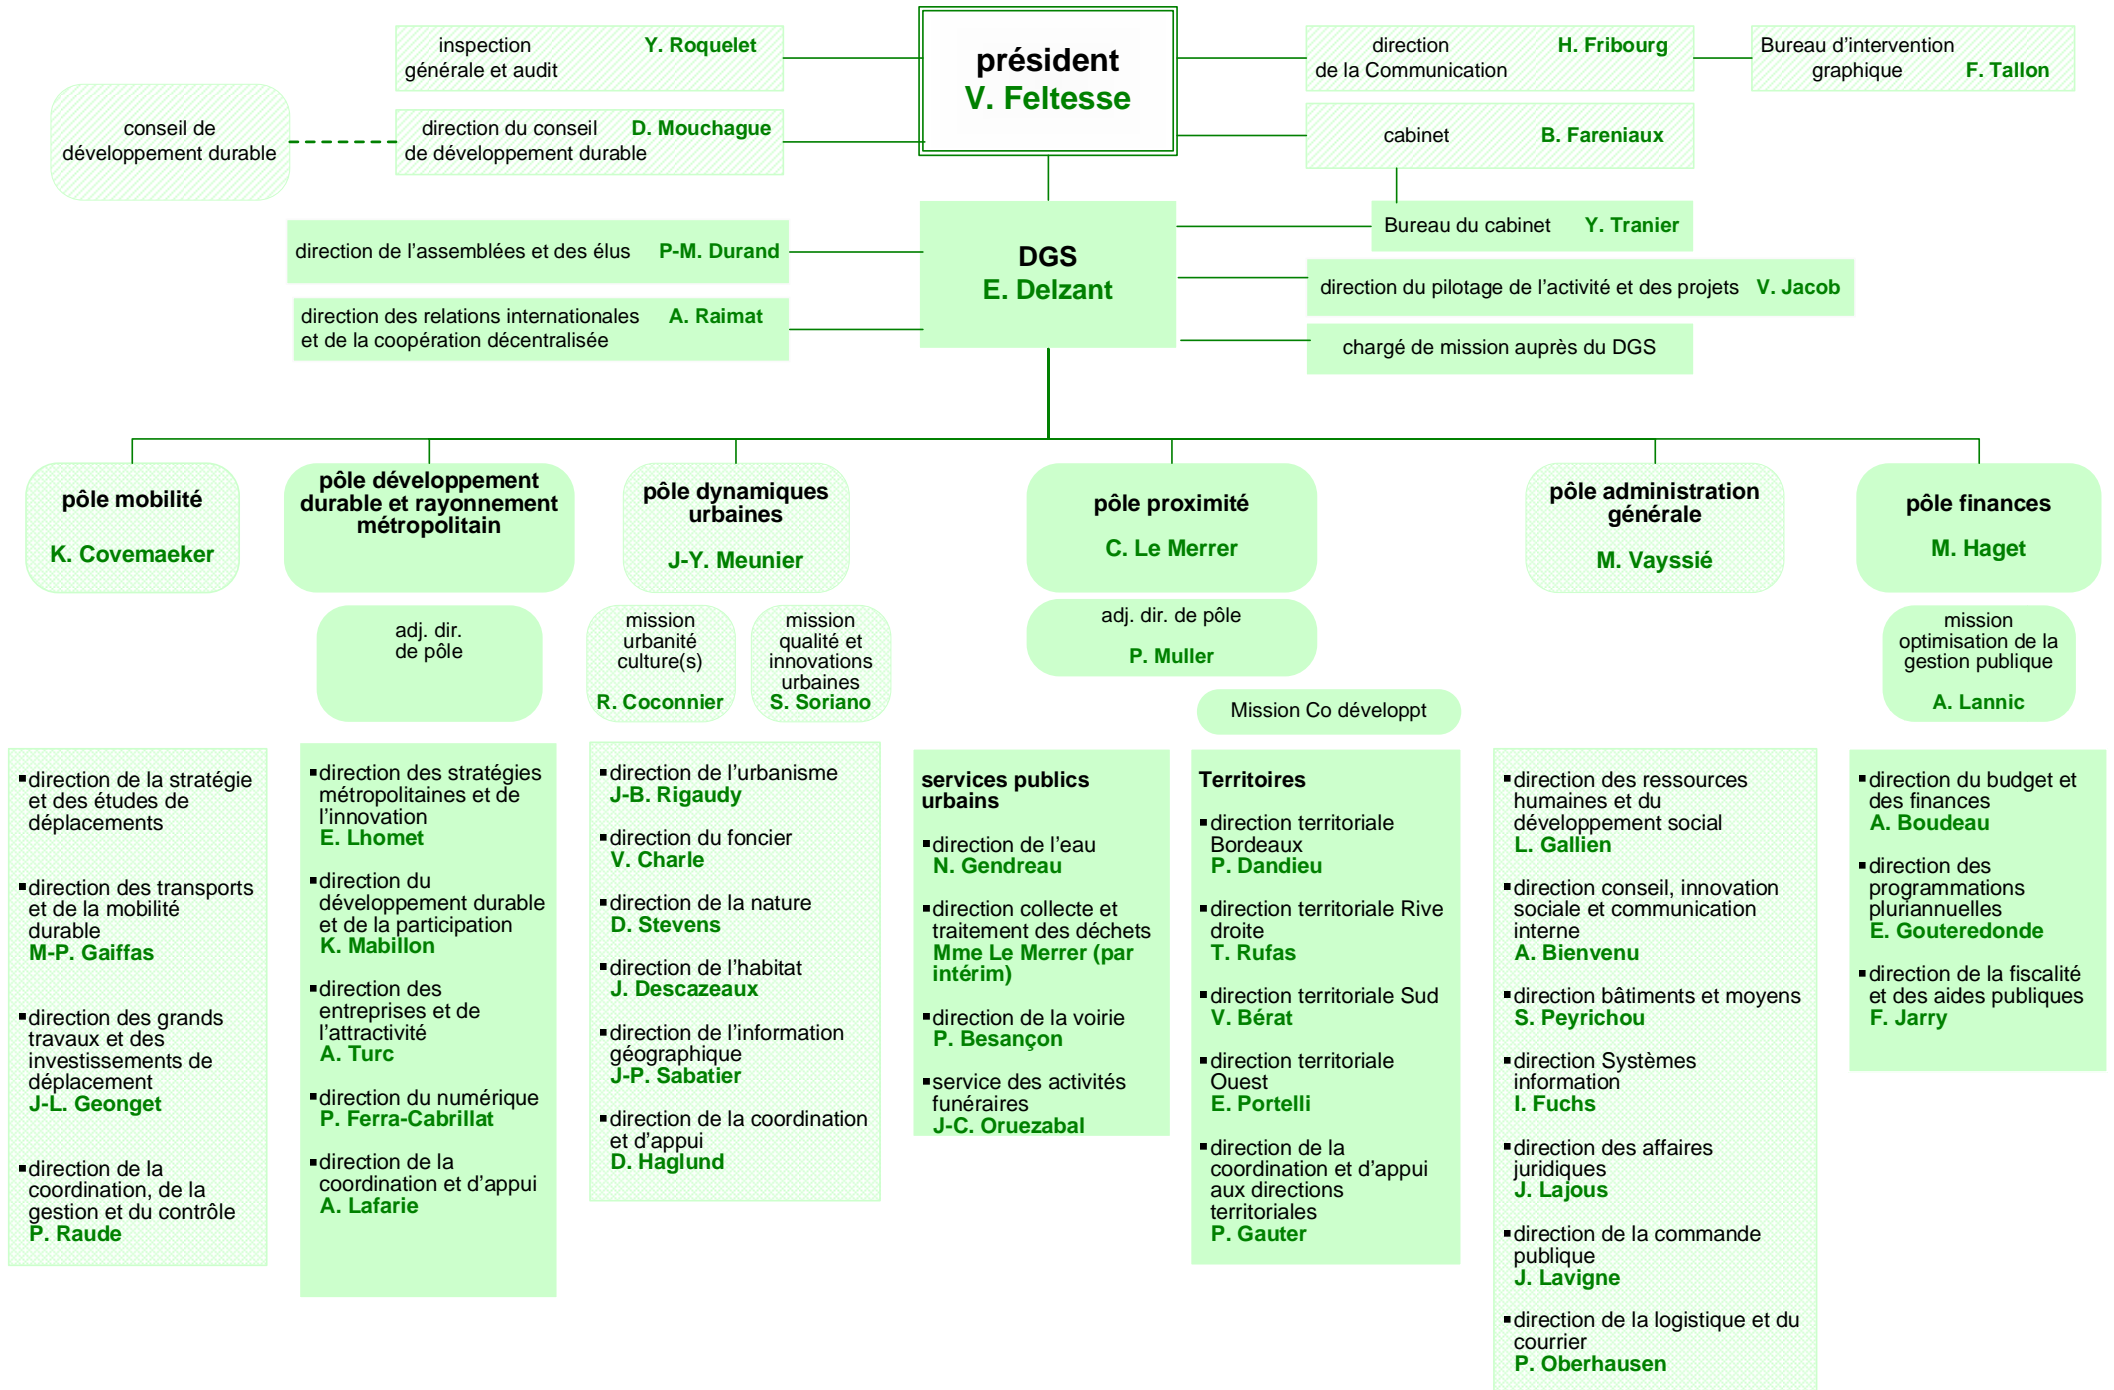 inspection
générale et audit
Y. Roquelet
président
V. Feltesse
direction
de la Communication
H. Fribourg
Bureau d'intervention
graphique
F. Tallon
conseil de
développement durable
direction du conseil
de développement durable
D. Mouchague
cabinet
B. Fareniaux
direction de l'assemblées et des élus
P-M. Durand
DGS
E. Delzant
Bureau du cabinet
Y. Tranier
direction du pilotage de l'activité et des projets
V. Jacob
direction des relations internationales
et de la coopération décentralisée
A. Raimat
chargé de mission auprès du DGS
pôle mobilité
K. Covemaeker
▪direction de la stratégie
et des études de
déplacements
▪direction des transports
et de la mobilité
durable
M-P. Gaiffas
▪direction des grands
travaux et des
investissements de
déplacement
J-L. Geonget
▪direction de la
coordination, de la
gestion et du contrôle
P. Raude
pôle développement
durable et rayonnement
métropolitain
adj. dir.
de pôle
▪direction des stratégies
métropolitaines et de
l'innovation
E. Lhomet
▪direction du
développement durable
et de la participation
K. Mabillon
▪direction des
entreprises et de
l'attractivité
A. Turc
▪direction du numérique
P. Ferra-Cabrillat
▪direction de la
coordination et d'appui
A. Lafarie
pôle dynamiques
urbaines
J-Y. Meunier
mission
urbanité
culture(s)
R. Coconnier
mission
qualité et
innovations
urbaines
S. Soriano
▪direction de l'urbanisme
J-B. Rigaudy
▪direction du foncier
V. Charle
▪direction de la nature
D. Stevens
▪direction de l'habitat
J. Descazeaux
▪direction de l'information
géographique
J-P. Sabatier
▪direction de la coordination
et d'appui
D. Haglund
pôle proximité
C. Le Merrer
adj. dir. de pôle
P. Muller
Mission Co développt
services publics
urbains
▪direction de l'eau
N. Gendreau
▪direction collecte et
traitement des déchets
Mme Le Merrer (par
intérim)
▪direction de la voirie
P. Besançon
▪service des activités
funéraires
J-C. Oruezabal
Territoires
▪direction territoriale
Bordeaux
P. Dandieu
▪direction territoriale Rive
droite
T. Rufas
▪direction territoriale Sud
V. Bérat
▪direction territoriale
Ouest
E. Portelli
▪direction de la
coordination et d'appui
aux directions
territoriales
P. Gauter
pôle administration
générale
M. Vayssié
▪direction des ressources
humaines et du
développement social
L. Gallien
▪direction conseil, innovation
sociale et communication
interne
A. Bienvenu
▪direction bâtiments et moyens
S. Peyrichou
▪direction Systèmes
information
I. Fuchs
▪direction des affaires
juridiques
J. Lajous
▪direction de la commande
publique
J. Lavigne
▪direction de la logistique et du
courrier
P. Oberhausen
pôle finances
M. Haget
mission
optimisation de la
gestion publique
A. Lannic
▪direction du budget et
des finances
A. Boudeau
▪direction des
programmations
pluriannuelles
E. Gouteredonde
▪direction de la fiscalité
et des aides publiques
F. Jarry